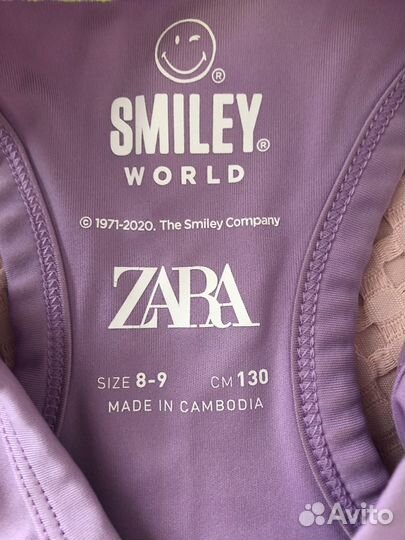 ®
SMILEY®
WORLD
© 1971-2020. The Smiley Company
ZARA
SIZE 8-9 CM 130
MADE IN CAMBODIA
Avito